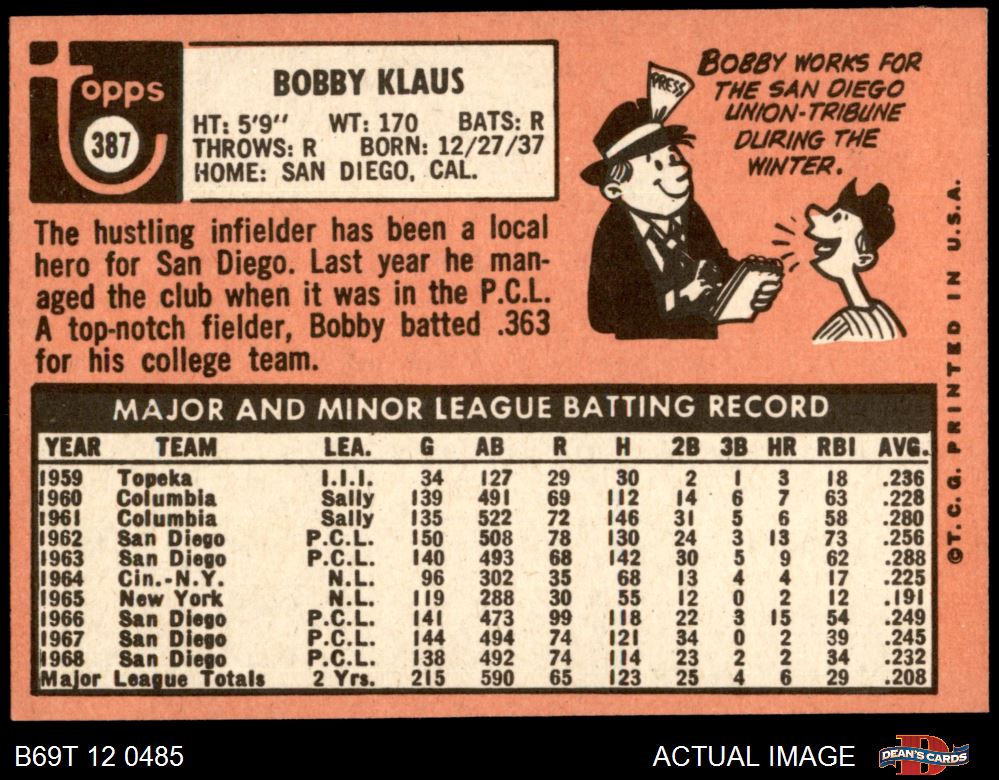 Topps
387
BOBBY KLAUS
HT: 5'9" WT: 170 BATS: R
THROWS: R BORN: 12/27/37
HOME: SAN DIEGO, CAL.
PRESS
BOBBY WORKS FOR
THE SAN DIEGO
UNION-TRIBUNE
DURING THE
WINTER.
The hustling infielder has been a local
hero for San Diego. Last year he man-
aged the club when it was in the P.C.L.
A top-notch fielder, Bobby batted .363
for his college team.
MAJOR AND MINOR LEAGUE BATTING RECORD
YEAR TEAM LEA. G AB R H 2B 3B HR RBI AVG.
1959 Topeka I.I.I. 34 127 29 30 2 1 3 18 .236
1960 Columbia Sally 139 491 69 112 14 6 7 63 .228
1961 Columbia Sally 135 522 72 146 31 5 6 58 .280
1962 San Diego P.C.L. 150 508 78 130 24 3 13 73 .256
1963 San Diego P.C.L. 140 493 68 142 30 5 9 62 .288
1964 Cin.-N.Y. N.L. 96 302 35 68 13 4 4 17 .225
1965 New York N.L. 119 288 30 55 12 0 2 12 .191
1966 San Diego P.C.L. 141 473 99 118 22 3 15 54 .249
1967 San Diego P.C.L. 144 494 74 121 34 0 2 39 .245
1968 San Diego P.C.L. 138 492 74 114 23 2 2 34 .232
Major League Totals 2 Yrs. 215 590 65 123 25 4 6 29 .208
©T.C.G. PRINTED IN U.S.A.
B69T 12 0485 ACTUAL IMAGE
D
DEAN'S CARDS